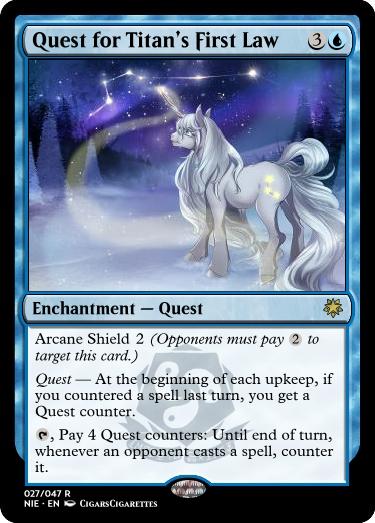 Quest for Titan's First Law 3
Enchantment — Quest
Arcane Shield 2 (Opponents must pay 2 to
target this card.)
Quest — At the beginning of each upkeep, if
you countered a spell last turn, you get a
Quest counter.
, Pay 4 Quest counters: Until end of turn,
whenever an opponent casts a spell, counter
it.
027/047 R
NIE • EN CigarsCigarettes